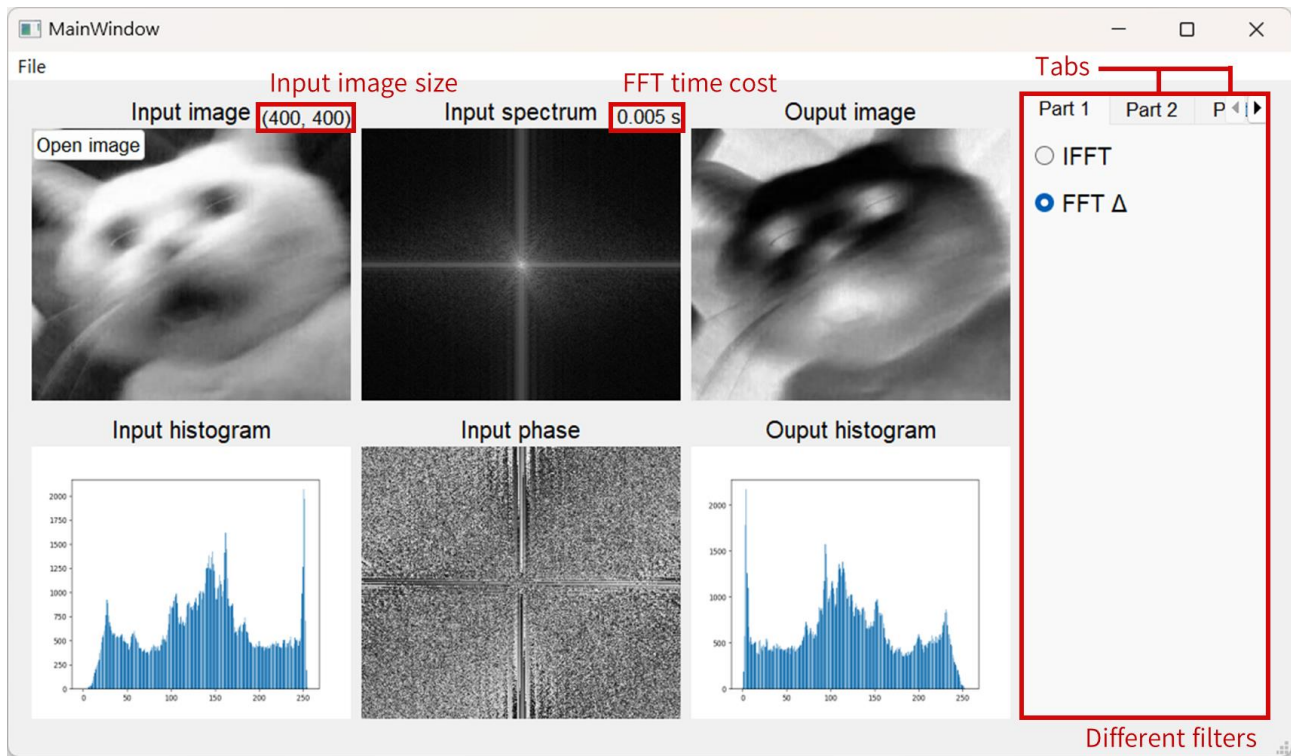 MainWindow
File
Input image size
FFT time cost
Tabs
Input image
(400, 400)
Input spectrum
0.005 s
Ouput image
Part 1
Part 2
Open image
IFFT
FFT Δ
Input histogram
Input phase
Ouput histogram
2000
1750
1500
1250
1000
750
500
250
0
0
50
100
150
200
250
2000
1500
1000
500
0
0
50
100
150
200
250
Different filters